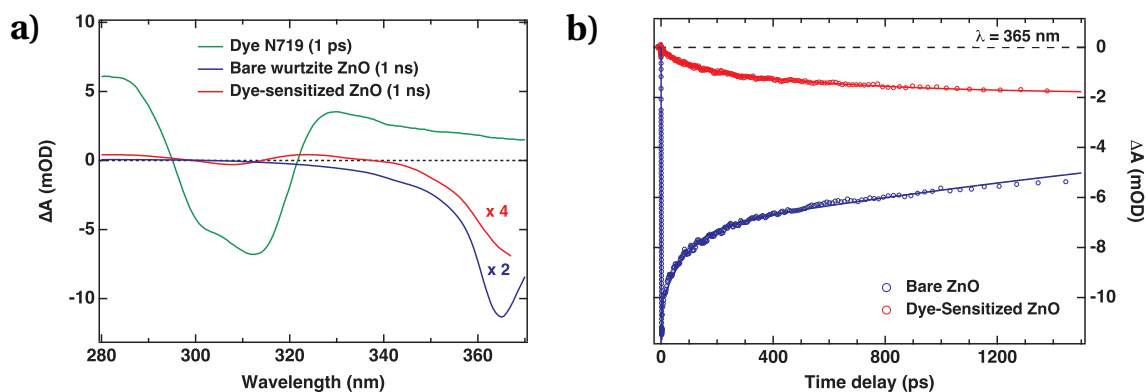 a)
Dye N719 (1 ps)
Bare wurtzite ZnO (1 ns)
Dye-sensitized ZnO (1 ns)
10
5
0
-5
-10
ΔA (mOD)
x 4
x 2
280
300
320
340
360
Wavelength (nm)
b)
λ = 365 nm
0
-2
-4
-6
-8
-10
ΔA (mOD)
Bare ZnO
Dye-Sensitized ZnO
0
400
800
1200
Time delay (ps)